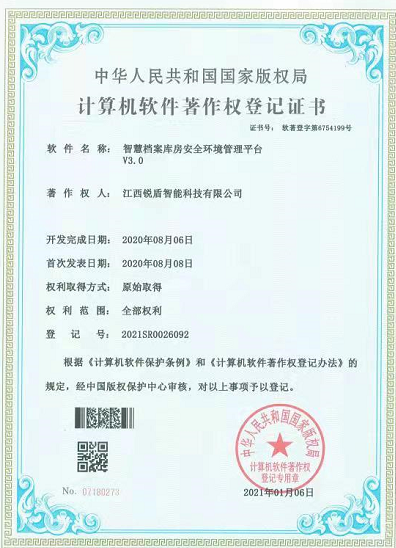 中华人民共和国国家版权局
计算机软件著作权登记证书
证书号： 软著登字第6754199号
软件名称： 智慧档案库房安全环境管理平台
V3.0
著作权人： 江西锐盾智能科技有限公司
开发完成日期： 2020年08月06日
首次发表日期： 2020年08月08日
权利取得方式： 原始取得
权利范围： 全部权利
登记号： 2021SR0026092
根据《计算机软件保护条例》和《计算机软件著作权登记办法》的
规定，经中国版权保护中心审核，对以上事项予以登记。
中华人民共和国国家版权局
计算机软件著作权
登记专用章
No. 07180273
2021年01月06日